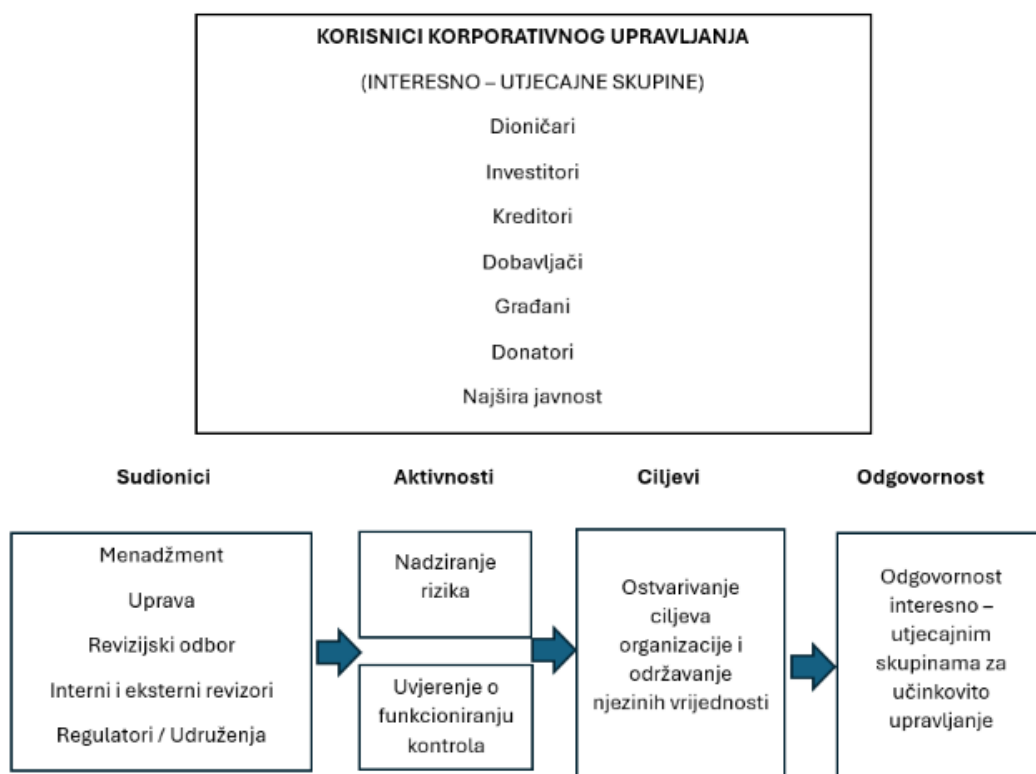 KORISNICI KORPORATIVNOG UPRAVLJANJA
(INTERESNO – UTJECAJNE SKUPINE)
Dioničari
Investitori
Kreditori
Dobavljači
Građani
Donatori
Najšira javnost
Sudionici
Menadžment
Uprava
Revizijski odbor
Interni i eksterni revizori
Regulatori / Udruženja
Aktivnosti
Nadziranje
rizika
Uvjerenje o
funkcioniranju
kontrola
Ciljevi
Ostvarivanje
ciljeva
organizacije i
održavanje
njezinih vrijednosti
Odgovornost
Odgovornost
interesno –
utjecajnim
skupinama za
učinkovito
upravljanje